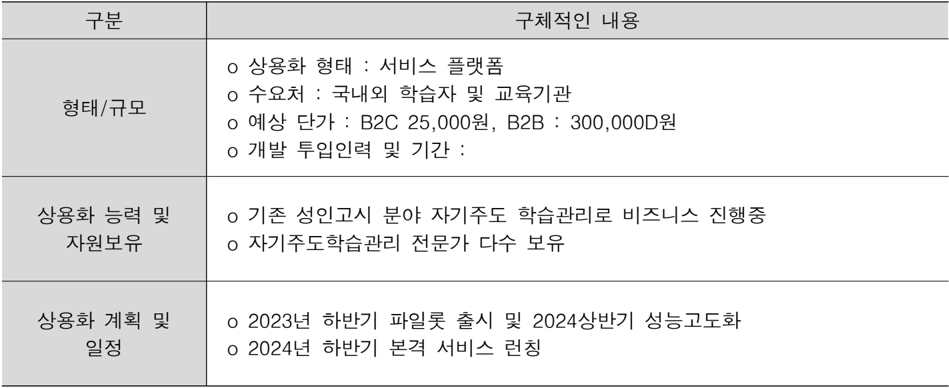 구분 구체적인 내용
형태/규모
o 상용화 형태 : 서비스 플랫폼
o 수요처 : 국내외 학습자 및 교육기관
o 예상 단가 : B2C 25,000원, B2B : 300,000D원
o 개발 투입인력 및 기간 :
상용화 능력 및
자원보유
o 기존 성인고시 분야 자기주도 학습관리로 비즈니스 진행중
o 자기주도학습관리 전문가 다수 보유
상용화 계획 및
일정
o 2023년 하반기 파일롯 출시 및 2024상반기 성능고도화
o 2024년 하반기 본격 서비스 런칭